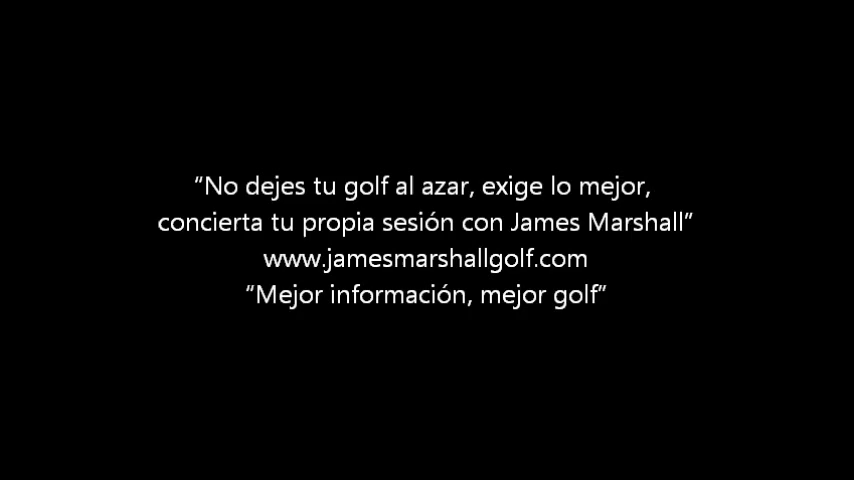 “No dejes tu golf al azar, exige lo mejor,
concierta tu propia sesión con James Marshall”
www.jamesmarshallgolf.com
“Mejor información, mejor golf”